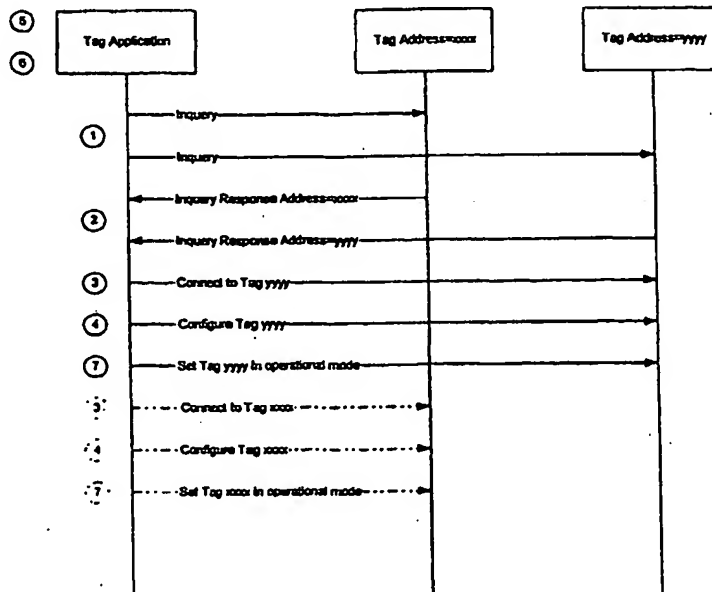 5
Tag Application
Tag Address=xxxx
Tag Address=yyyy
6
Inquery
1
Inquery
Inquery Response Address=xxxx
2
Inquery Response Address=yyyy
3
Connect to Tag yyyy
4
Configure Tag yyyy
7
Set Tag yyyy in operational mode
3
Connect to Tag xxxx
4
Configure Tag xxxx
7
Set Tag xxxx in operational mode